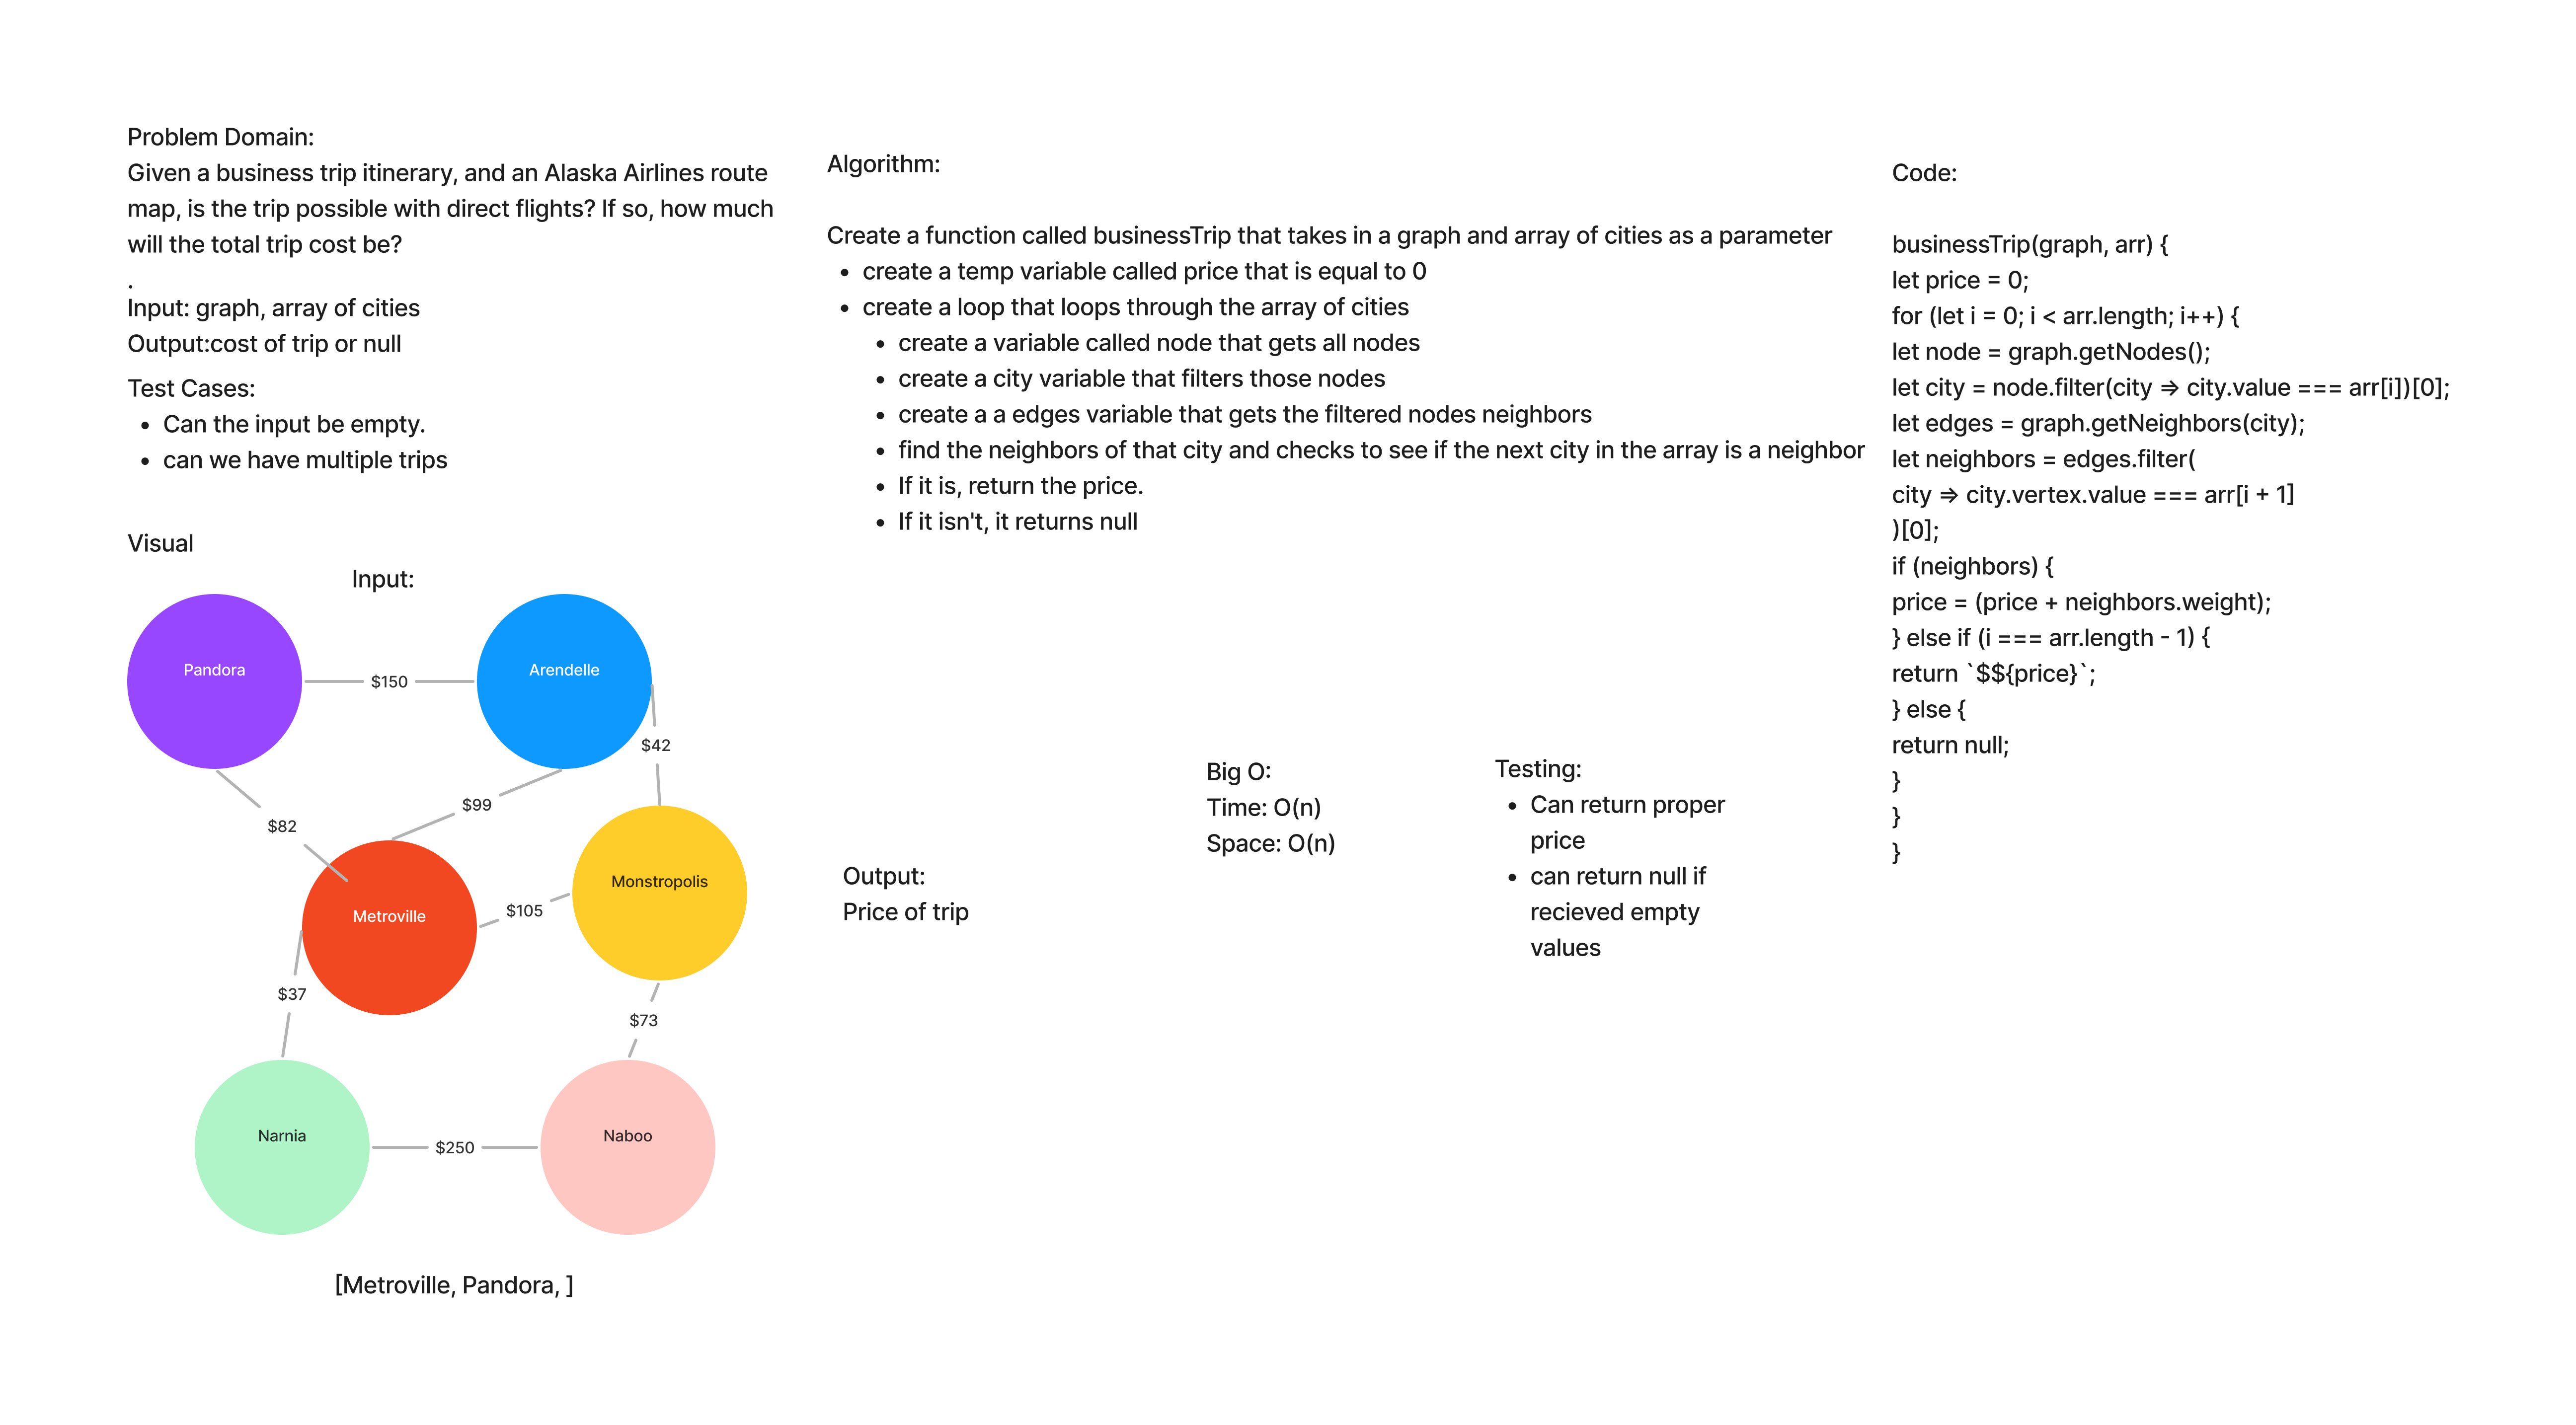 Problem Domain:
Given a business trip itinerary, and an Alaska Airlines route
map, is the trip possible with direct flights? If so, how much
will the total trip cost be?
.
Input: graph, array of cities
Output:cost of trip or null
Test Cases:
• Can the input be empty.
• can we have multiple trips
Visual
Input:
Pandora
$150
Arendelle
$42
$99
$82
Metroville
$105
Monstropolis
$37
$73
Narnia
$250
Naboo
[Metroville, Pandora, ]
Algorithm:
Create a function called businessTrip that takes in a graph and array of cities as a parameter
• create a temp variable called price that is equal to 0
• create a loop that loops through the array of cities
• create a variable called node that gets all nodes
• create a city variable that filters those nodes
• create a a edges variable that gets the filtered nodes neighbors
• find the neighbors of that city and checks to see if the next city in the array is a neighbor
• If it is, return the price.
• If it isn't, it returns null
Output:
Price of trip
Big O:
Time: O(n)
Space: O(n)
Testing:
• Can return proper
price
• can return null if
recieved empty
values
Code:
businessTrip(graph, arr) {
let price = 0;
for (let i = 0; i < arr.length; i++) {
let node = graph.getNodes();
let city = node.filter(city => city.value === arr[i])[0];
let edges = graph.getNeighbors(city);
let neighbors = edges.filter(
city => city.vertex.value === arr[i + 1]
)[0];
if (neighbors) {
price = (price + neighbors.weight);
} else if (i === arr.length - 1) {
return `$${price}`;
} else {
return null;
}
}
}